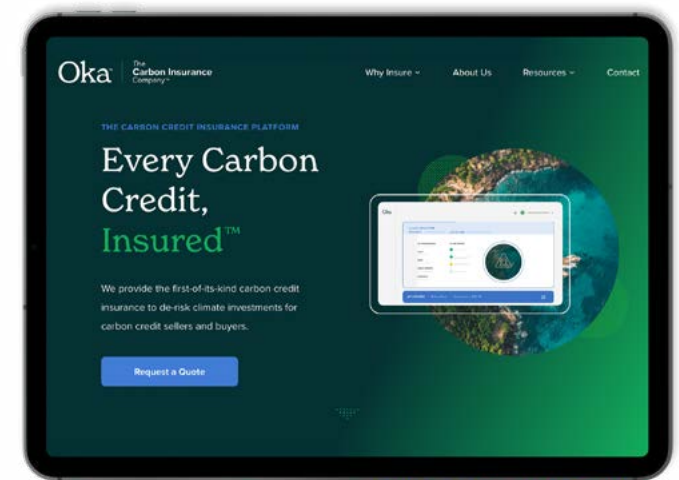 Oka™
The
Carbon Insurance
Company™
Why Insure
About Us
Resources
Contact
THE CARBON CREDIT INSURANCE PLATFORM
Every Carbon
Credit,
Insured™
We provide the first-of-its-kind carbon credit
insurance to de-risk climate investments for
carbon credit sellers and buyers.
Request a Quote
Oka